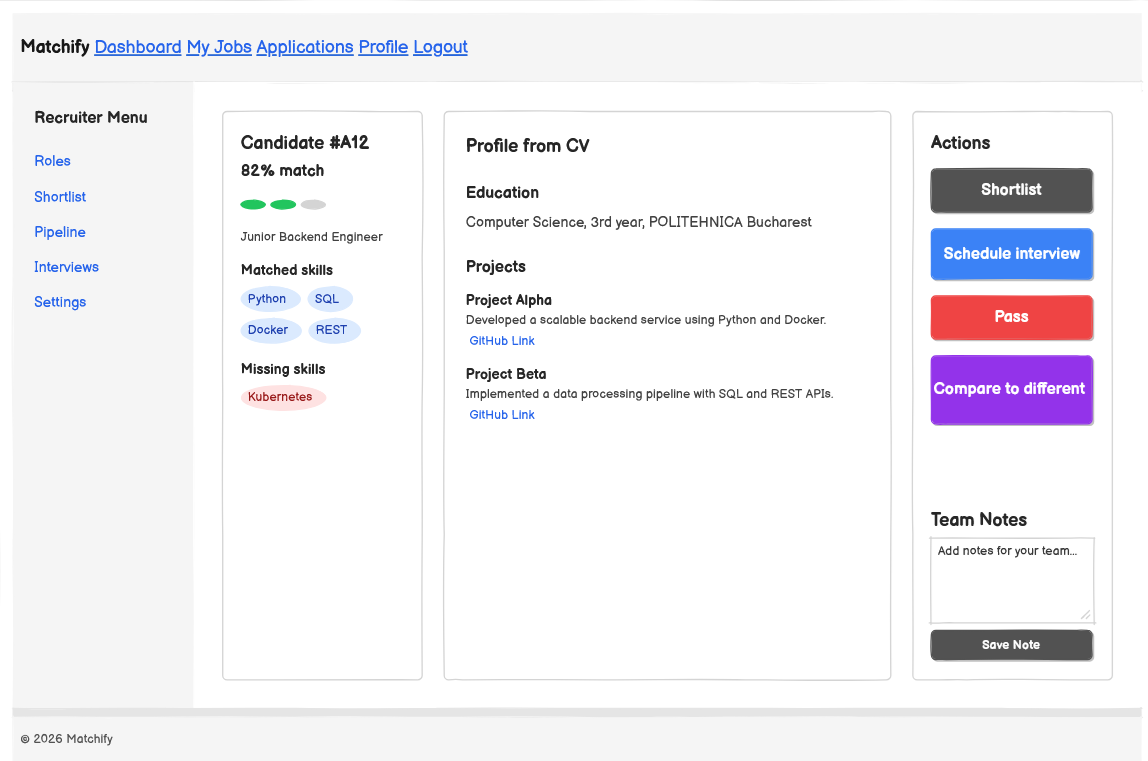 Matchify Dashboard My Jobs Applications Profile Logout
Recruiter Menu
Roles
Shortlist
Pipeline
Interviews
Settings
Candidate #A12
82% match
Junior Backend Engineer
Matched skills
Python SQL
Docker REST
Missing skills
Kubernetes
Profile from CV
Education
Computer Science, 3rd year, POLITEHNICA Bucharest
Projects
Project Alpha
Developed a scalable backend service using Python and Docker.
GitHub Link
Project Beta
Implemented a data processing pipeline with SQL and REST APIs.
GitHub Link
Actions
Shortlist
Schedule interview
Pass
Compare to different
Team Notes
Add notes for your team...
Save Note
© 2026 Matchify